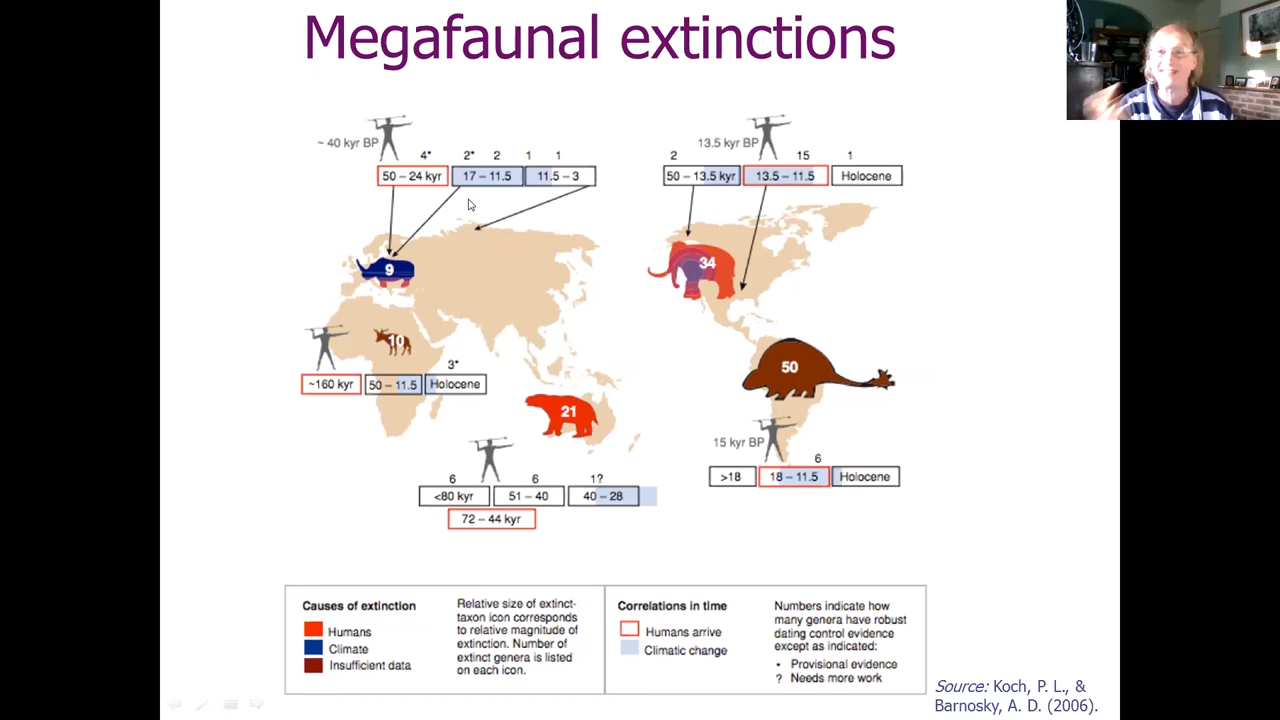 Megafaunal extinctions
~ 40 kyr BP
4* 2* 2 1 1
50 – 24 kyr 17 – 11.5 11.5 – 3
13.5 kyr BP
2 15 1
50 – 13.5 kyr 13.5 – 11.5 Holocene
9
34
10
3*
~160 kyr 50 – 11.5 Holocene
50
21
15 kyr BP
6
>18 18 – 11.5 Holocene
6 6 1?
<80 kyr 51 – 40 40 – 28
72 – 44 kyr
Causes of extinction
Humans
Climate
Insufficient data
Relative size of extinct-
taxon icon corresponds
to relative magnitude of
extinction. Number of
extinct genera is listed
on each icon.
Correlations in time
Humans arrive
Climatic change
Numbers indicate how
many genera have robust
dating control evidence
except as indicated:
• Provisional evidence
? Needs more work
Source: Koch, P. L., &
Barnosky, A. D. (2006).